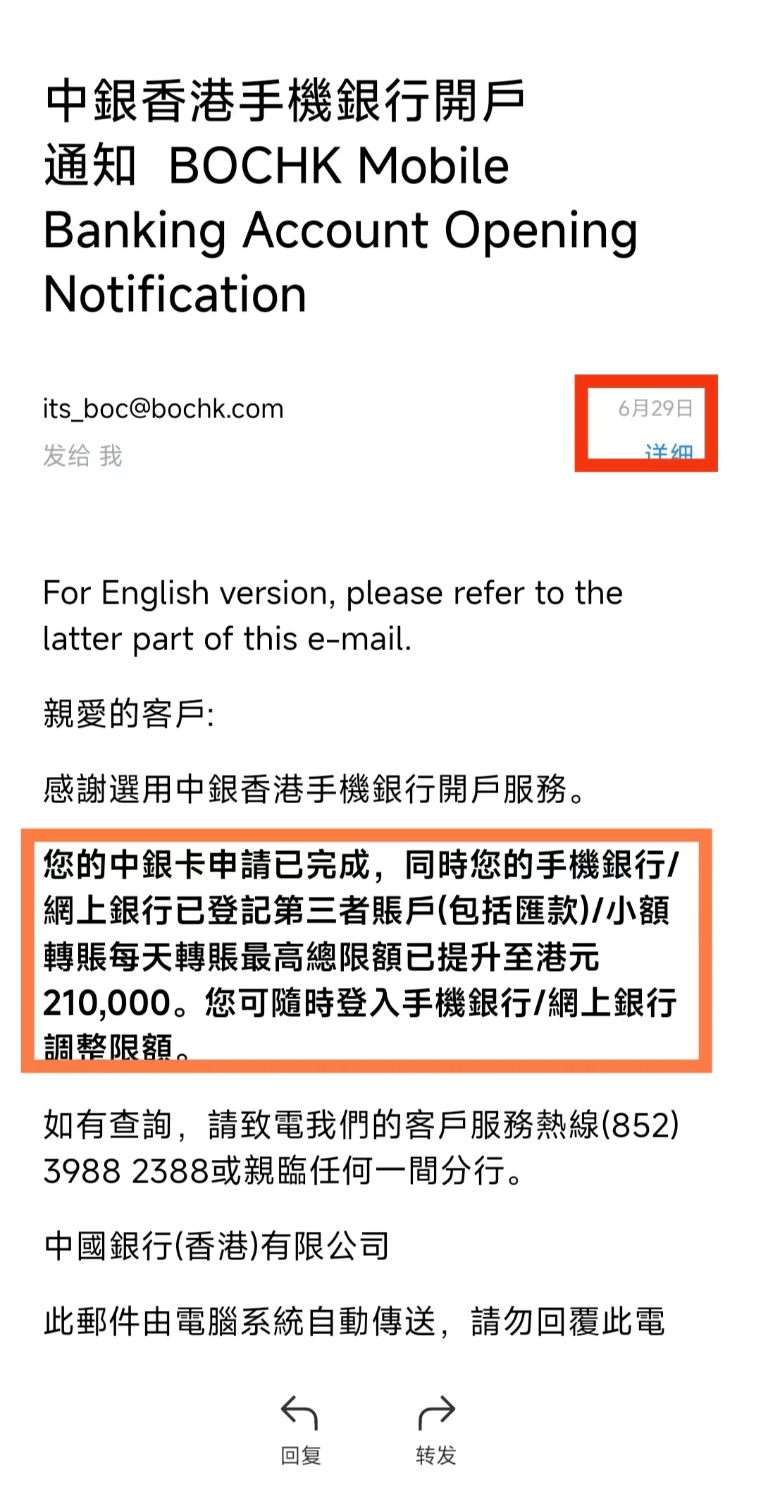 中銀香港手機銀行開戶
通知 BOCHK Mobile
Banking Account Opening
Notification
its_boc@bochk.com
6月29日
发给 我
详细
For English version, please refer to the
latter part of this e-mail.
親愛的客戶:
感謝選用中銀香港手機銀行開戶服務。
您的中銀卡申請已完成，同時您的手機銀行/
網上銀行已登記第三者賬戶(包括匯款)/小額
轉賬每天轉賬最高總限額已提升至港元
210,000。您可隨時登入手機銀行/網上銀行
調整限額。
如有查詢，請致電我們的客戶服務熱線(852)
3988 2388或親臨任何一間分行。
中國銀行(香港)有限公司
此郵件由電腦系統自動傳送，請勿回覆此電
回复
转发